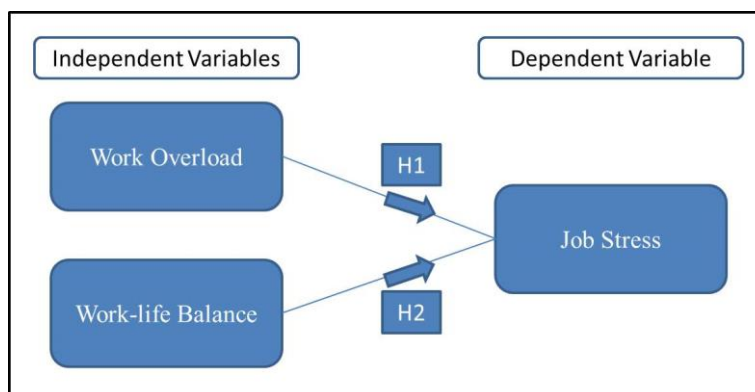 Independent Variables
Dependent Variable
Work Overload
H1
Job Stress
Work-life Balance
H2